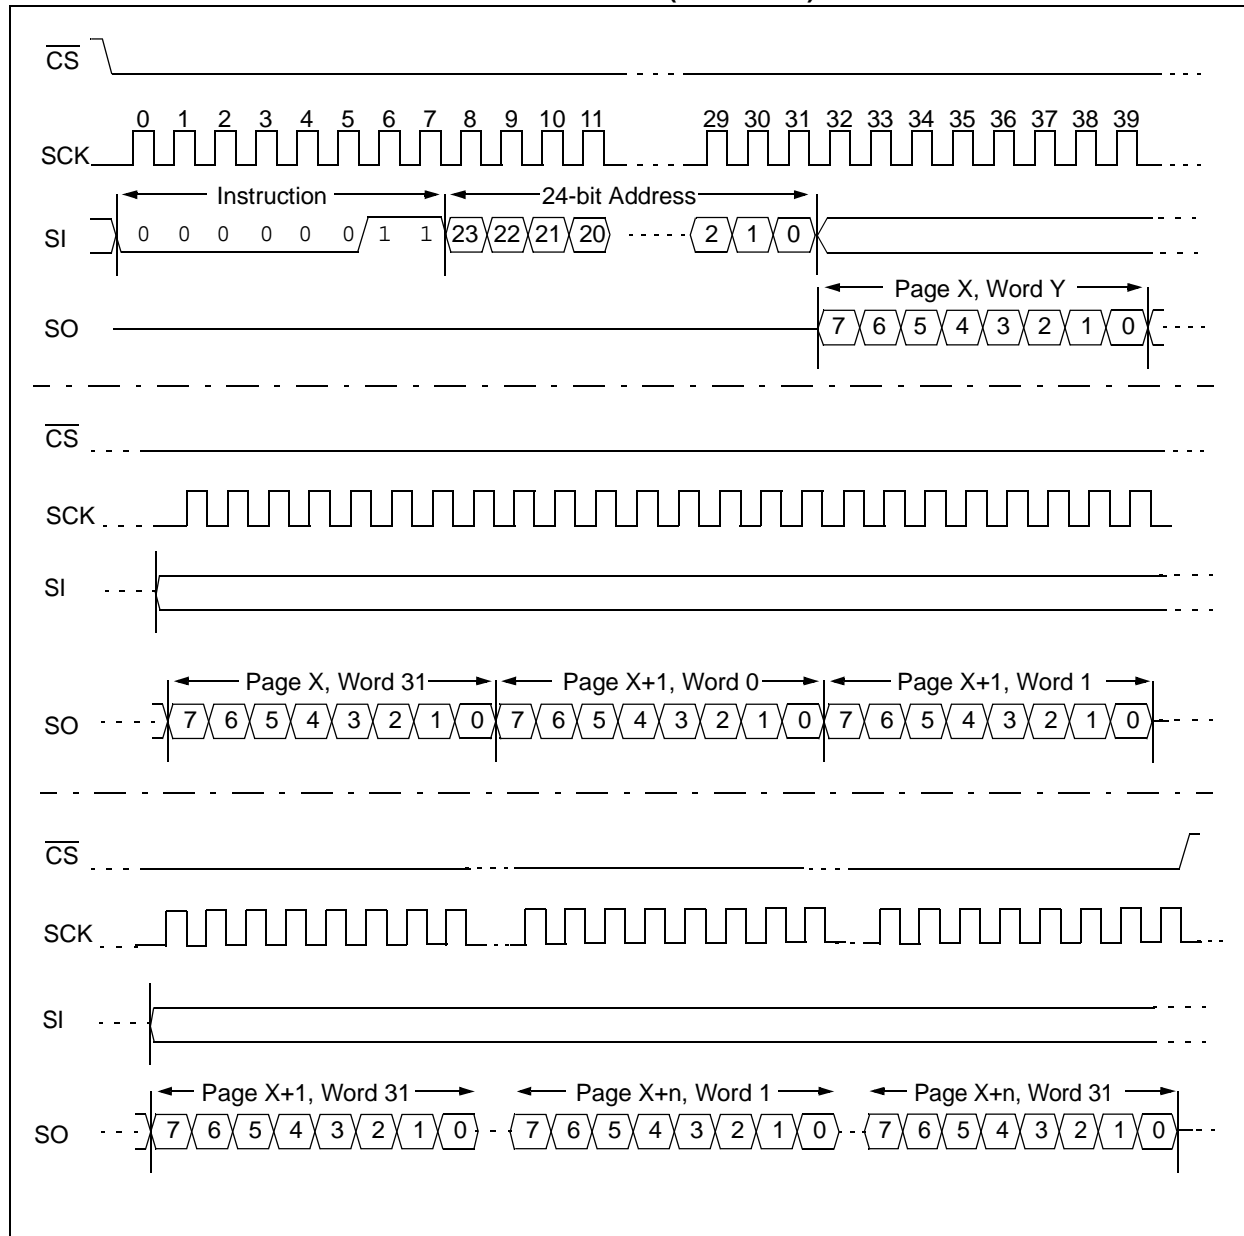 CS
0 1 2 3 4 5 6 7 8 9 10 11 29 30 31 32 33 34 35 36 37 38 39
SCK
Instruction 24-bit Address
SI 0 0 0 0 0 0 1 1 23 22 21 20 2 1 0
Page X, Word Y
SO 7 6 5 4 3 2 1 0
CS
SCK
SI
Page X, Word 31 Page X+1, Word 0 Page X+1, Word 1
SO 7 6 5 4 3 2 1 0 7 6 5 4 3 2 1 0 7 6 5 4 3 2 1 0
CS
SCK
SI
Page X+1, Word 31 Page X+n, Word 1 Page X+n, Word 31
SO 7 6 5 4 3 2 1 0 7 6 5 4 3 2 1 0 7 6 5 4 3 2 1 0